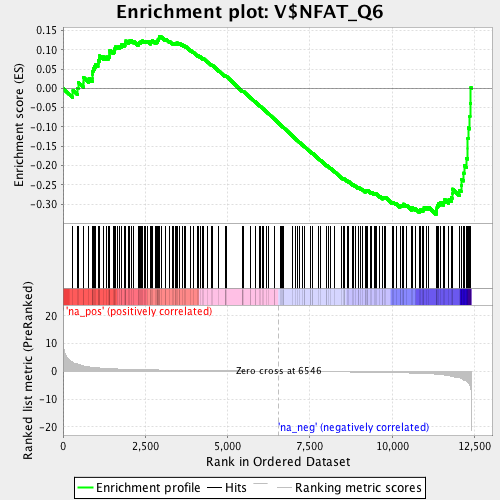 Enrichment plot: V$NFAT_Q6
Enrichment score (ES)
0.15
0.10
0.05
0.00
-0.05
-0.10
-0.15
-0.20
-0.25
-0.30
'na_pos' (positively correlated)
Ranked list metric (PreRanked)
20
10
0
-10
-20
Zero cross at 6546
'na_neg' (negatively correlated)
0
2,500
5,000
7,500
10,000
12,500
Rank in Ordered Dataset
Enrichment profile
Hits
Ranking metric scores